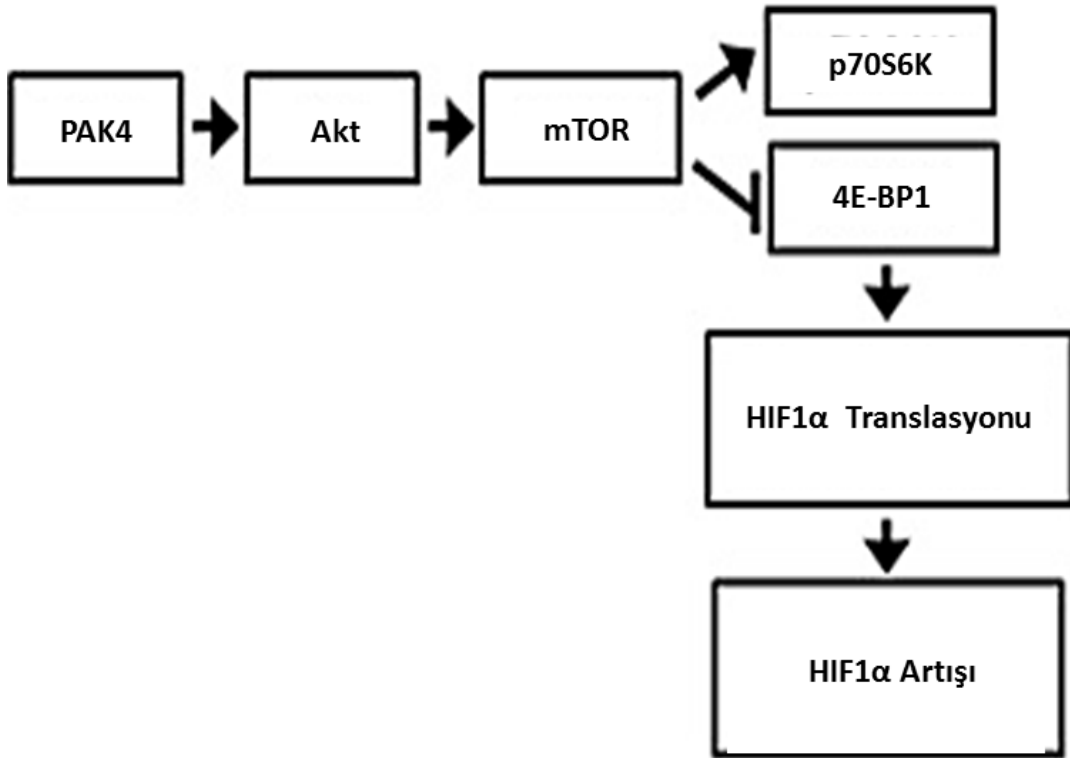 PAK4
Akt
mTOR
p70S6K
4E-BP1
HIF1α Translasyonu
HIF1α Artışı